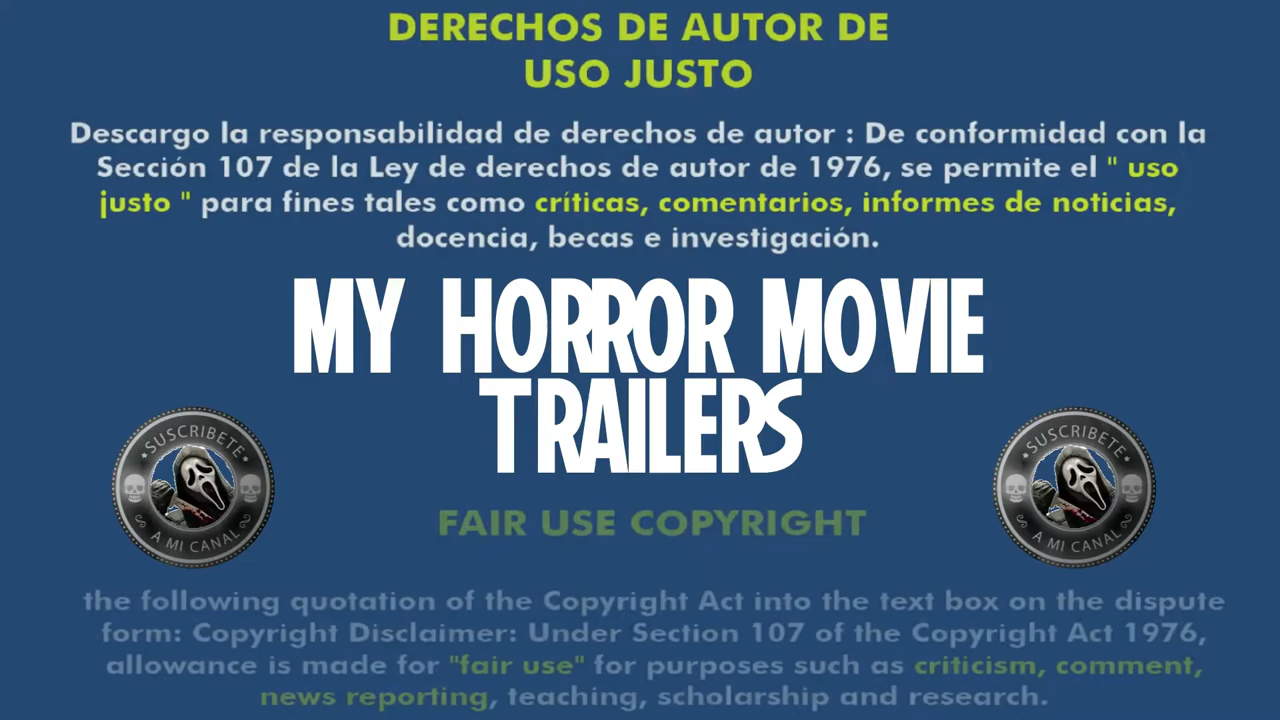 DERECHOS DE AUTOR DE
USO JUSTO
Descargo la responsabilidad de derechos de autor : De conformidad con la
Sección 107 de la Ley de derechos de autor de 1976, se permite el " uso
justo " para fines tales como críticas, comentarios, informes de noticias,
docencia, becas e investigación.
MY HORROR MOVIE
TRAILERS
SUSCRIBETE
A MI CANAL
SUSCRIBETE
A MI CANAL
FAIR USE COPYRIGHT
the following quotation of the Copyright Act into the text box on the dispute
form: Copyright Disclaimer: Under Section 107 of the Copyright Act 1976,
allowance is made for "fair use" for purposes such as criticism, comment,
news reporting, teaching, scholarship and research.